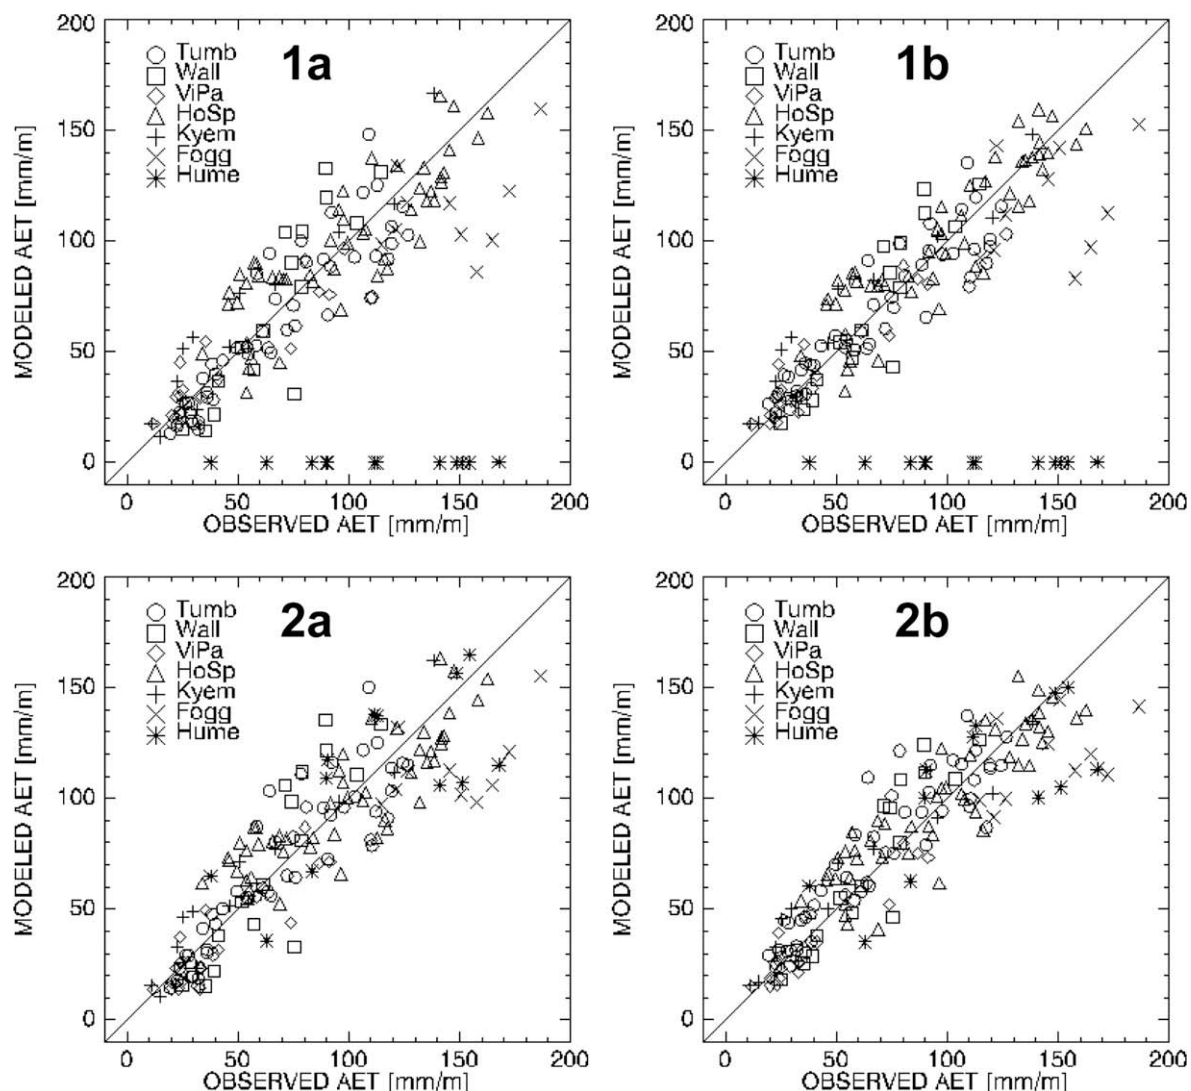 1a
200
150
100
50
0
MODELED AET [mm/m]
Tumb
Wall
ViPa
HoSp
Kyem
Fogg
Hume
0 50 100 150 200
OBSERVED AET [mm/m]
1b
200
150
100
50
0
MODELED AET [mm/m]
Tumb
Wall
ViPa
HoSp
Kyem
Fogg
Hume
0 50 100 150 200
OBSERVED AET [mm/m]
2a
200
150
100
50
0
MODELED AET [mm/m]
Tumb
Wall
ViPa
HoSp
Kyem
Fogg
Hume
0 50 100 150 200
OBSERVED AET [mm/m]
2b
200
150
100
50
0
MODELED AET [mm/m]
Tumb
Wall
ViPa
HoSp
Kyem
Fogg
Hume
0 50 100 150 200
OBSERVED AET [mm/m]